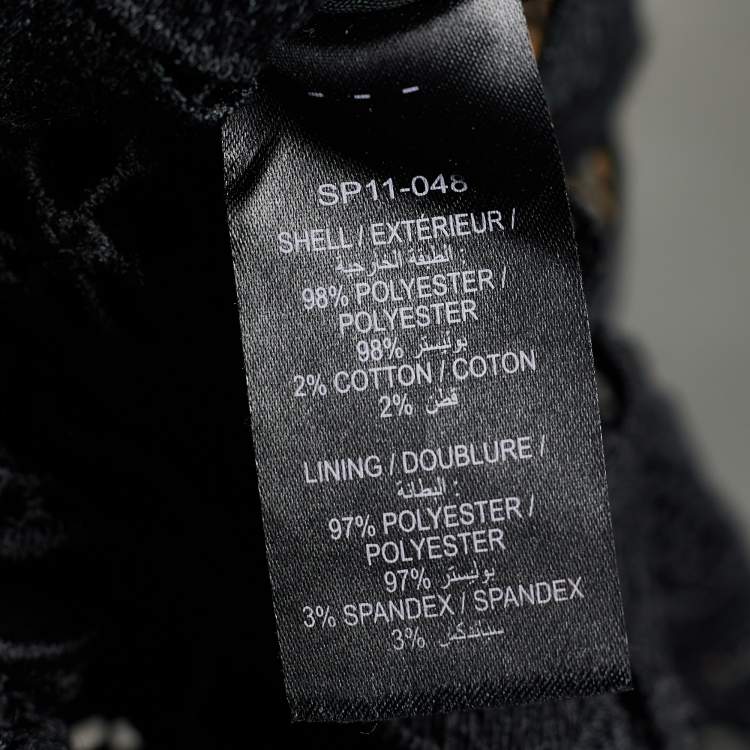 SP11-048
SHELL / EXTÉRIEUR /
الطبقة الخارجية :
98% POLYESTER /
POLYESTER
98% بوليستر
2% COTTON / COTON
2% قطن
LINING / DOUBLURE /
البطانة :
97% POLYESTER /
POLYESTER
97% بوليستر
3% SPANDEX / SPANDEX
3% سباندكس